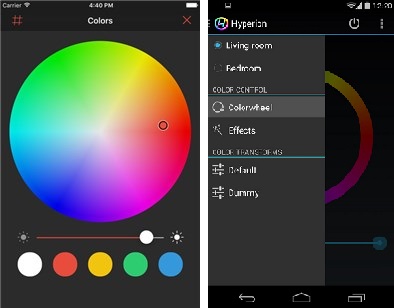 Carrier
4:40 PM
#
Colors
12:20
Hyperion
Living room
Bedroom
COLOR CONTROL
Colorwheel
Effects
COLOR TRANSFORMS
Default
Dummy